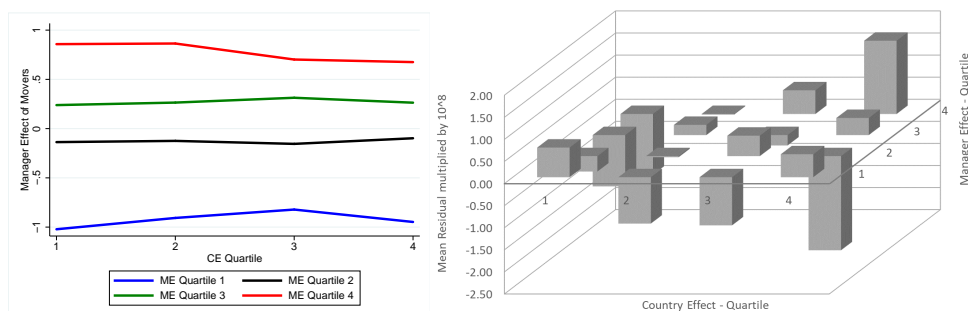 1
.5
0
-.5
-1
Manager Effect of Movers
1 2 3 4
CE Quartile
ME Quartile 1 ME Quartile 2
ME Quartile 3 ME Quartile 4
Mean Residual multiplied by 10^8
2.00
1.50
1.00
0.50
0.00
-0.50
-1.00
-1.50
-2.00
-2.50
1 2 3 4
Country Effect - Quartile
1
2
3
4
Manager Effect - Quartile